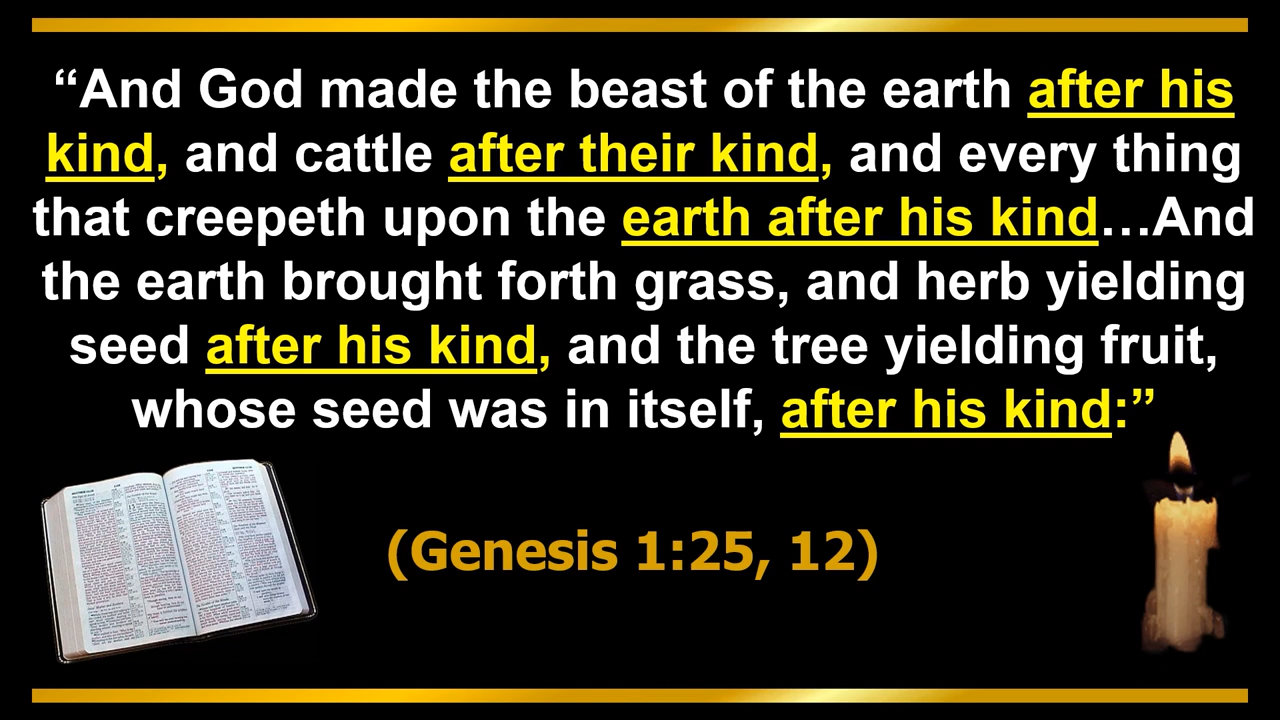 “And God made the beast of the earth after his
kind, and cattle after their kind, and every thing
that creepeth upon the earth after his kind…And
the earth brought forth grass, and herb yielding
seed after his kind, and the tree yielding fruit,
whose seed was in itself, after his kind:”
(Genesis 1:25, 12)